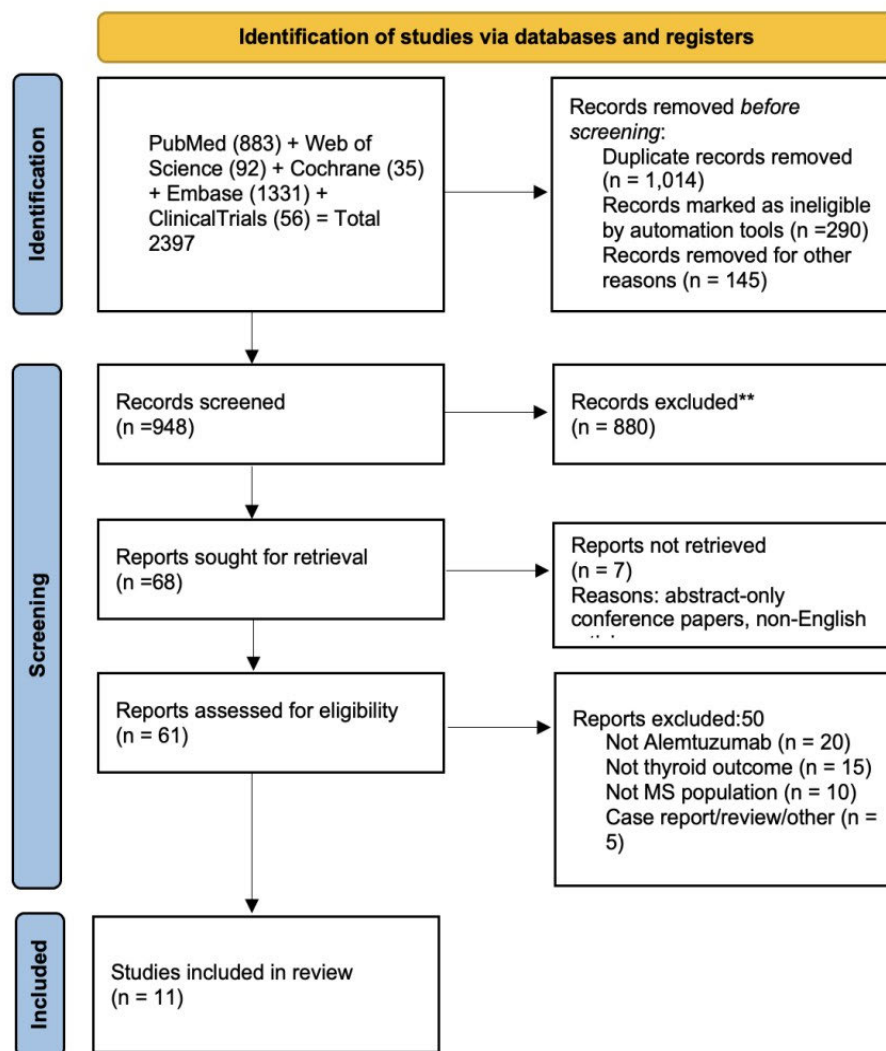 Identification of studies via databases and registers
Identification
PubMed (883) + Web of
Science (92) + Cochrane (35)
+ Embase (1331) +
ClinicalTrials (56) = Total
2397
Records removed before
screening:
Duplicate records removed
(n = 1,014)
Records marked as ineligible
by automation tools (n =290)
Records removed for other
reasons (n = 145)
Screening
Records screened
(n =948)
Records excluded**
(n = 880)
Reports sought for retrieval
(n =68)
Reports not retrieved
(n = 7)
Reasons: abstract-only
conference papers, non-English
Reports assessed for eligibility
(n = 61)
Reports excluded:50
Not Alemtuzumab (n = 20)
Not thyroid outcome (n = 15)
Not MS population (n = 10)
Case report/review/other (n =
5)
Included
Studies included in review
(n = 11)